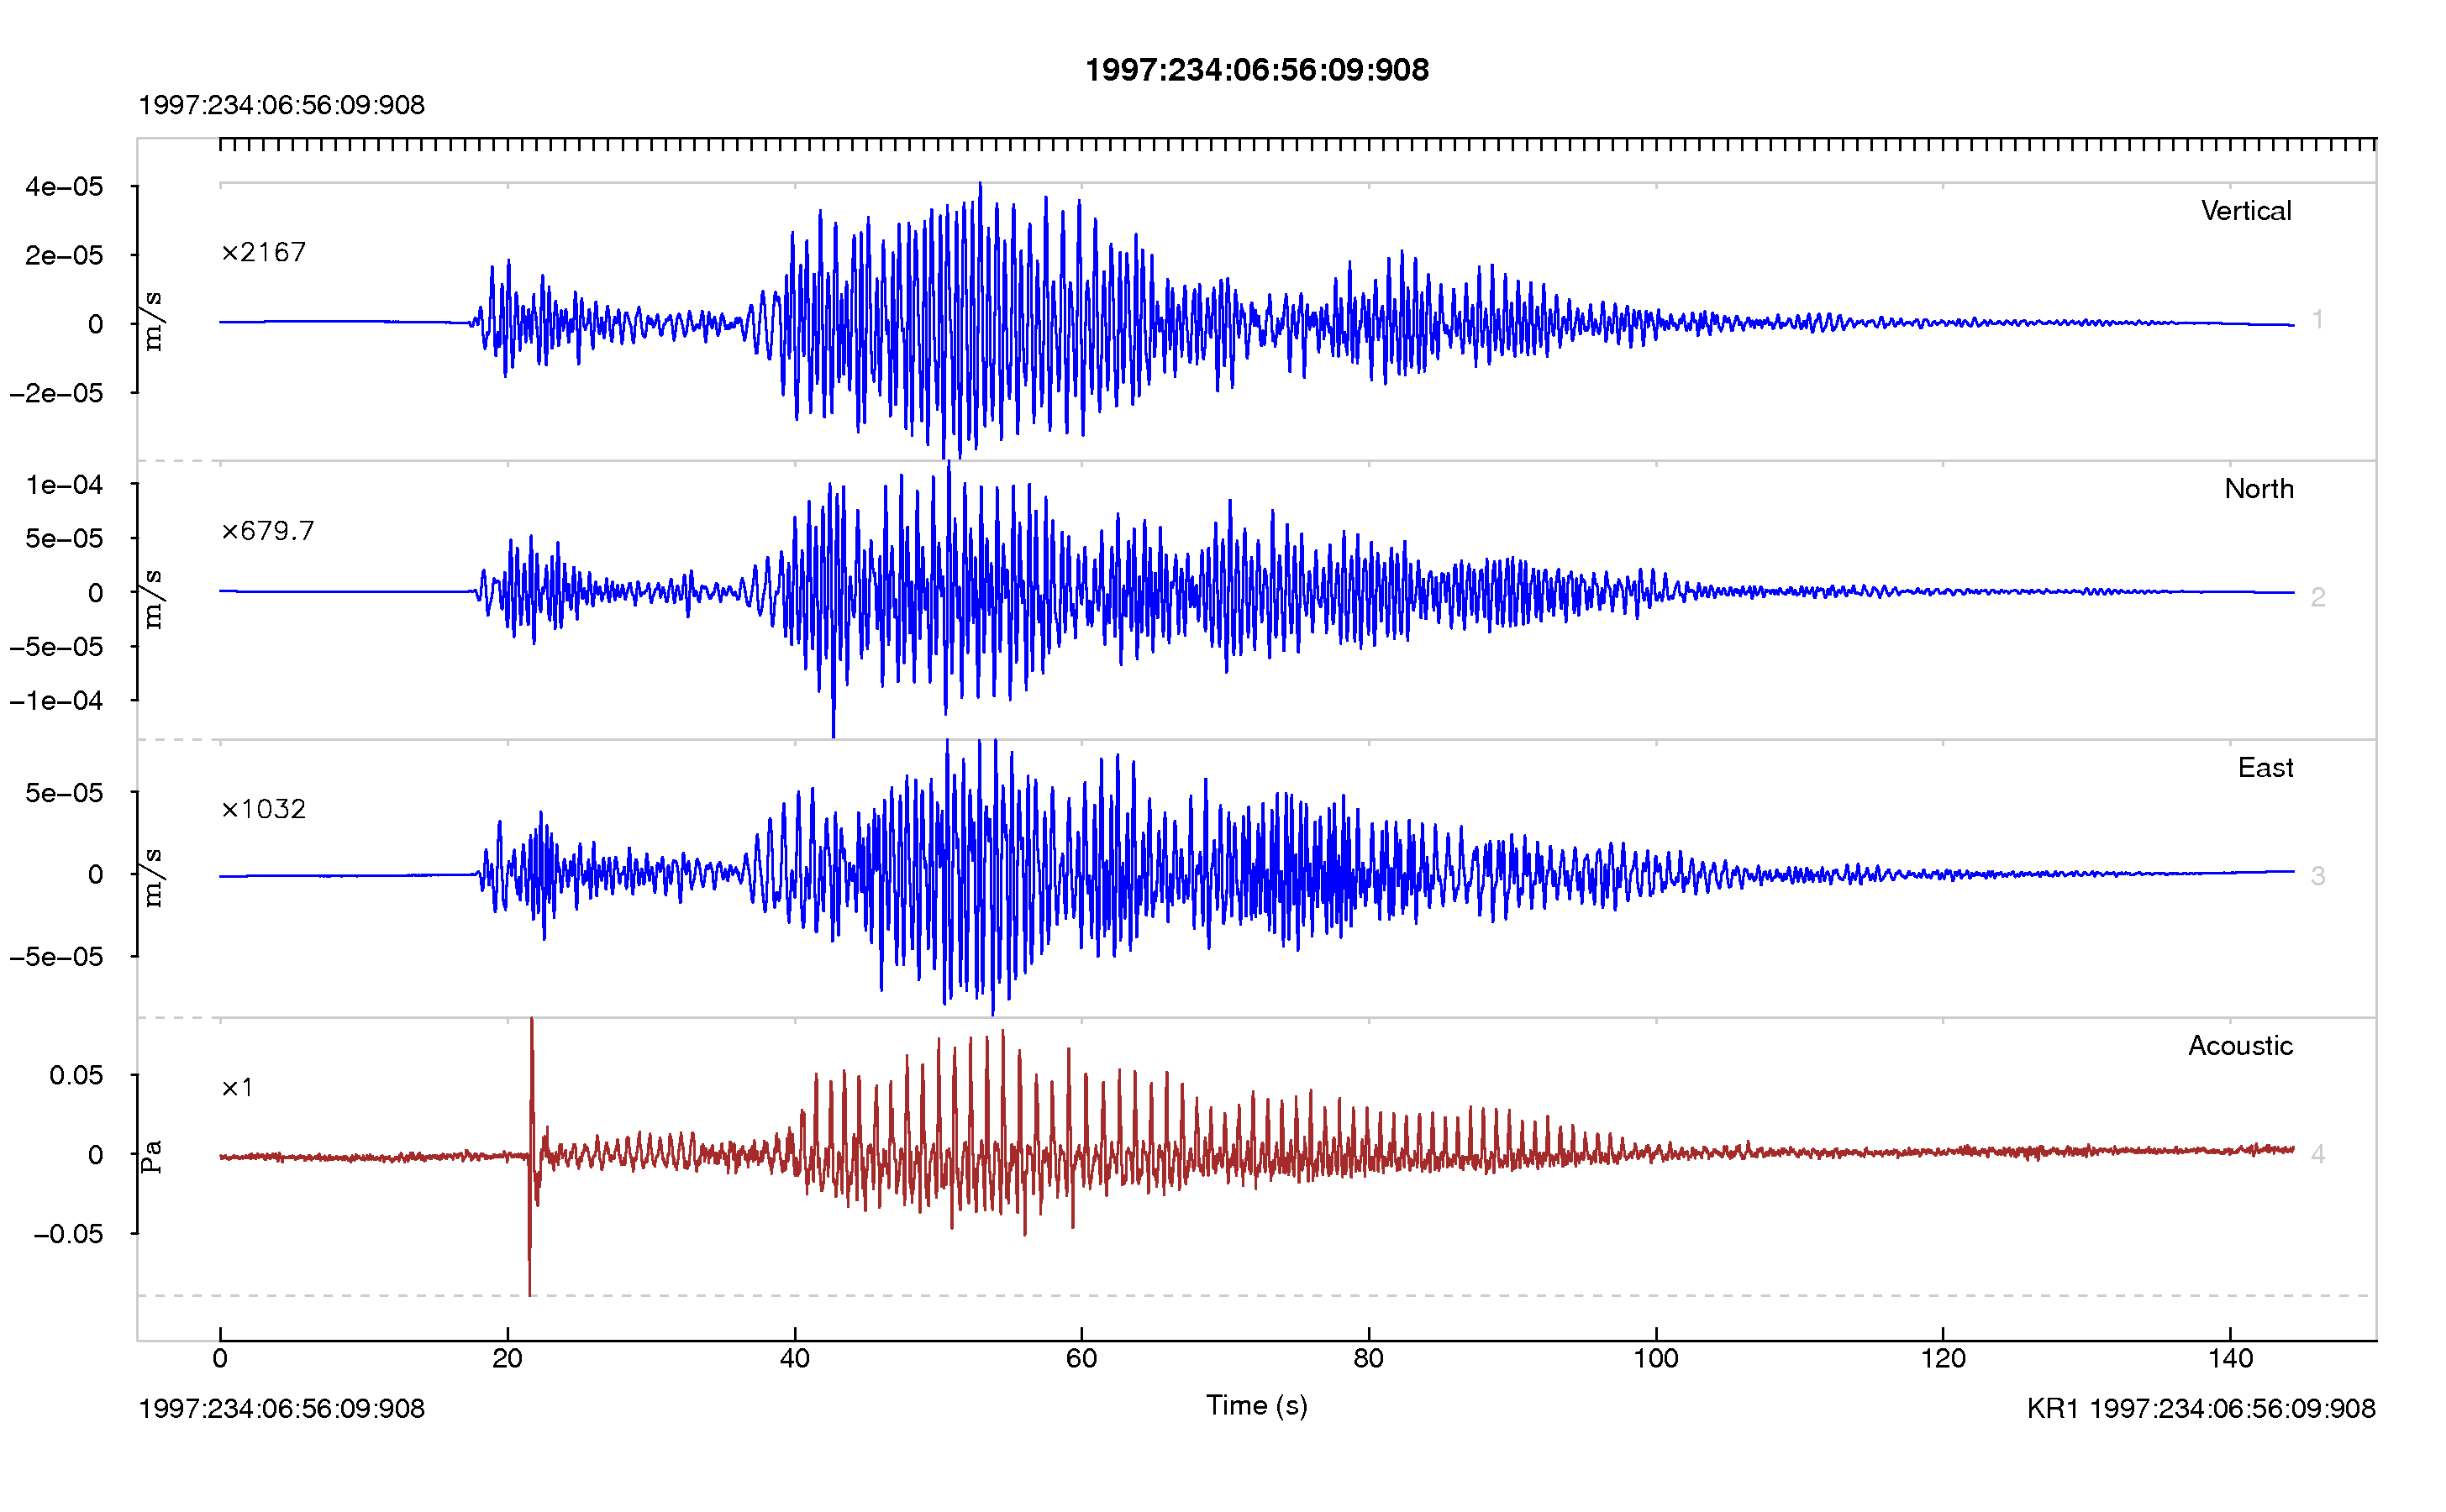 1997:234:06:56:09:908
1997:234:06:56:09:908
4e−05
2e−05
0
−2e−05
m/s
×2167
Vertical
1
1e−04
5e−05
0
−5e−05
−1e−04
m/s
×679.7
North
2
5e−05
0
−5e−05
m/s
×1032
East
3
0.05
0
−0.05
Pa
×1
Acoustic
4
0 20 40 60 80 100 120 140
Time (s)
1997:234:06:56:09:908
KR1 1997:234:06:56:09:908